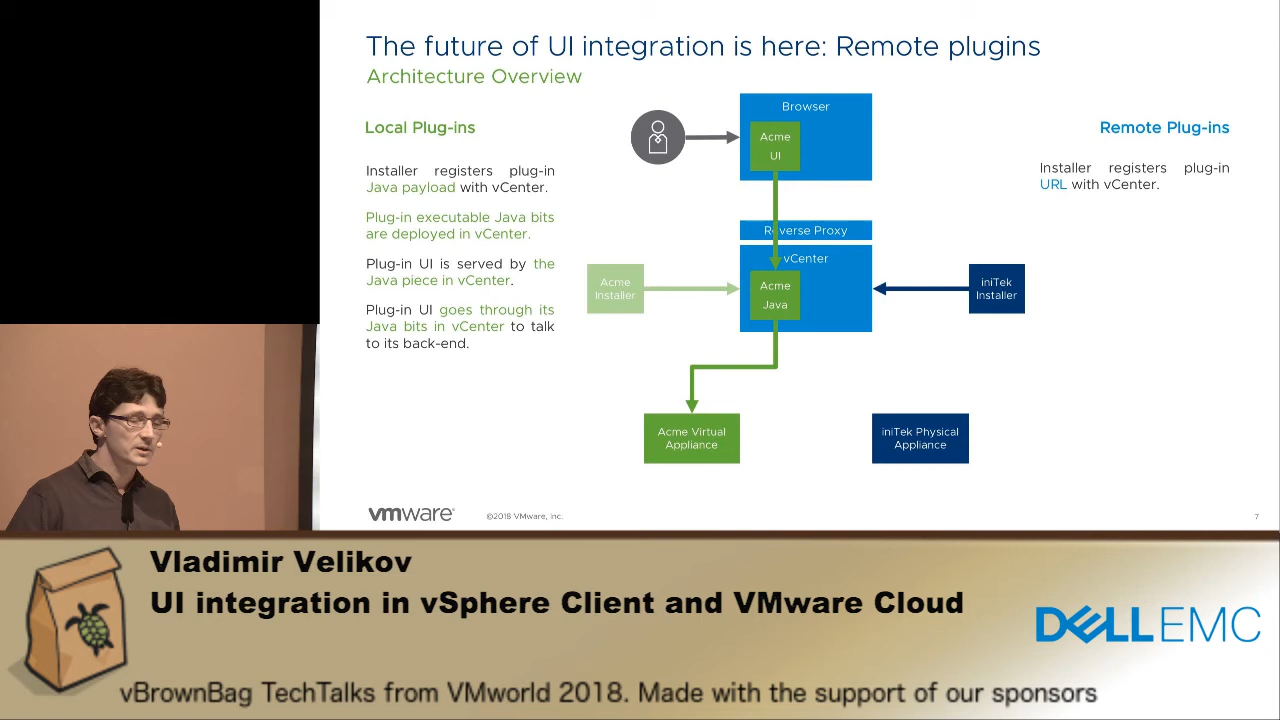 The future of UI integration is here: Remote plugins
Architecture Overview
Local Plug-ins
Installer registers plug-in
Java payload with vCenter.
Plug-in executable Java bits
are deployed in vCenter.
Plug-in UI is served by the
Java piece in vCenter.
Plug-in UI goes through its
Java bits in vCenter to talk
to its back-end.
Browser
Acme
UI
Reverse Proxy
vCenter
Acme
Java
Acme
Installer
iniTek
Installer
Acme Virtual
Appliance
iniTek Physical
Appliance
Remote Plug-ins
Installer registers plug-in
URL with vCenter.
vmware®
©2018 VMware, Inc.
7
Vladimir Velikov
UI integration in vSphere Client and VMware Cloud
DELLEMC
vBrownBag TechTalks from VMworld 2018. Made with the support of our sponsors